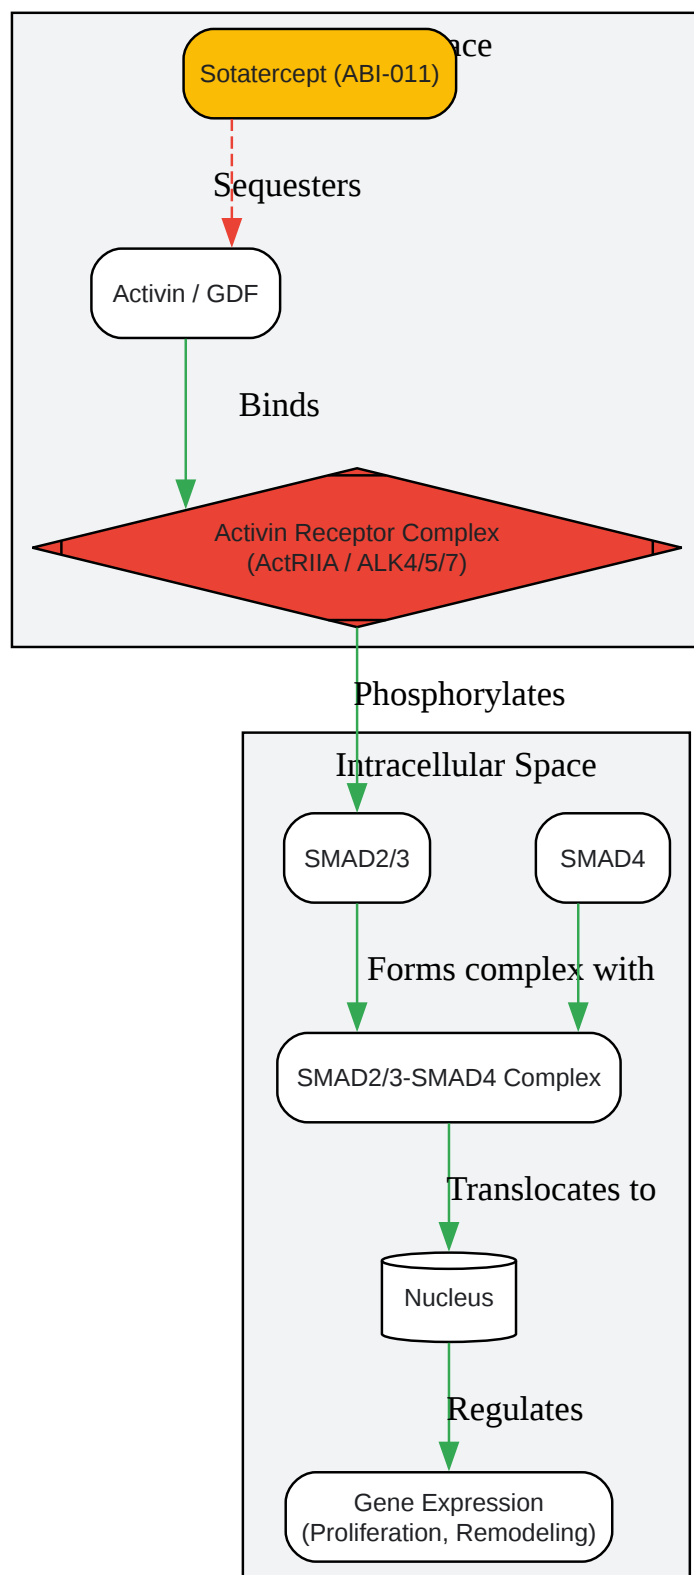 Sotatercept (ABI-011)
Sequesters
Activin / GDF
Binds
Activin Receptor Complex
(ActRIIA / ALK4/5/7)
Phosphorylates
Intracellular Space
SMAD2/3
SMAD4
Forms complex with
SMAD2/3-SMAD4 Complex
Translocates to
Nucleus
Regulates
Gene Expression
(Proliferation, Remodeling)